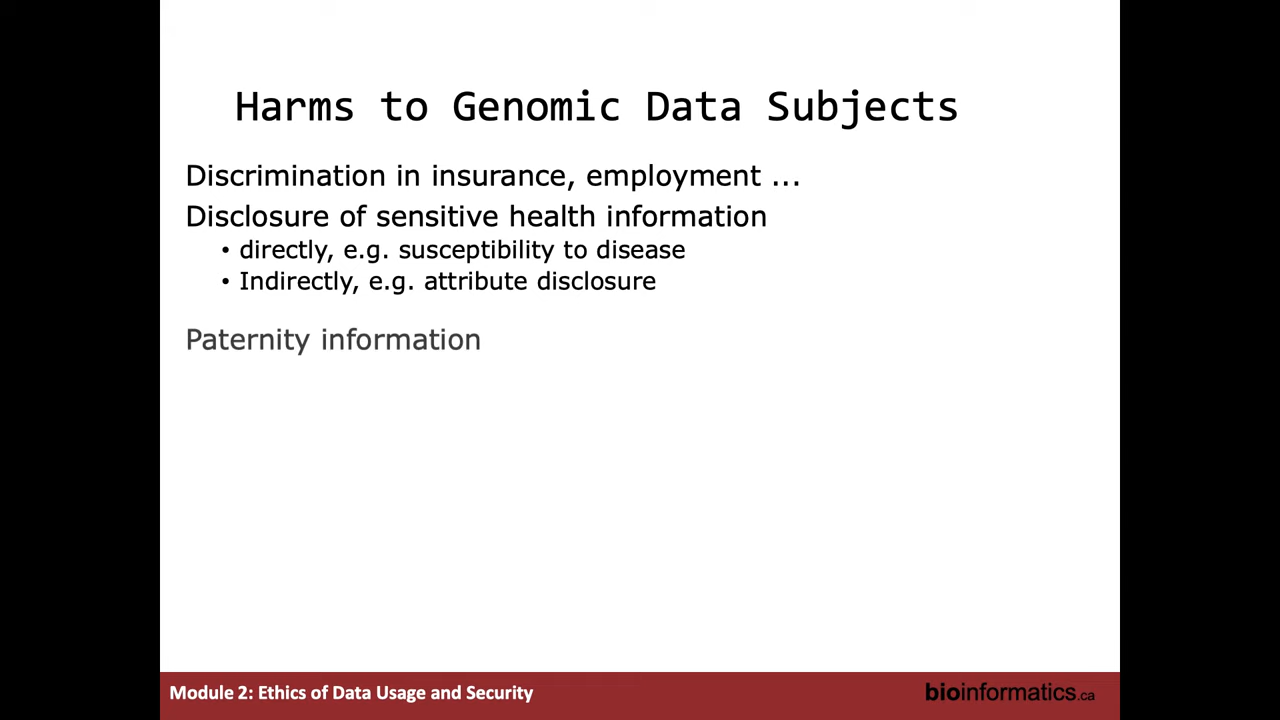 Harms to Genomic Data Subjects
Discrimination in insurance, employment ...
Disclosure of sensitive health information
• directly, e.g. susceptibility to disease
• Indirectly, e.g. attribute disclosure
Paternity information
Module 2: Ethics of Data Usage and Security
bioinformatics.ca